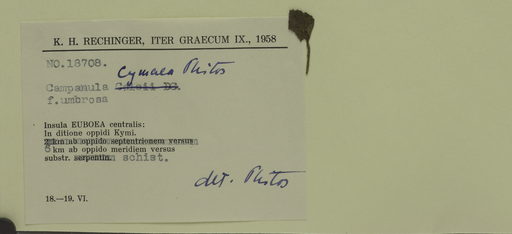 K. H. RECHINGER, ITER GRAECUM IX., 1958
NO.18708.
cymaea Phitos
Campanula Celsii DC.
f.umbrosa
Insula EUBOEA centralis:
In ditione oppidi Kymi.
2 km ab oppido septentrionem versus
5 km ab oppido meridiem versus
substr. serpentin. schist.
det. Phitos
18.—19. VI.